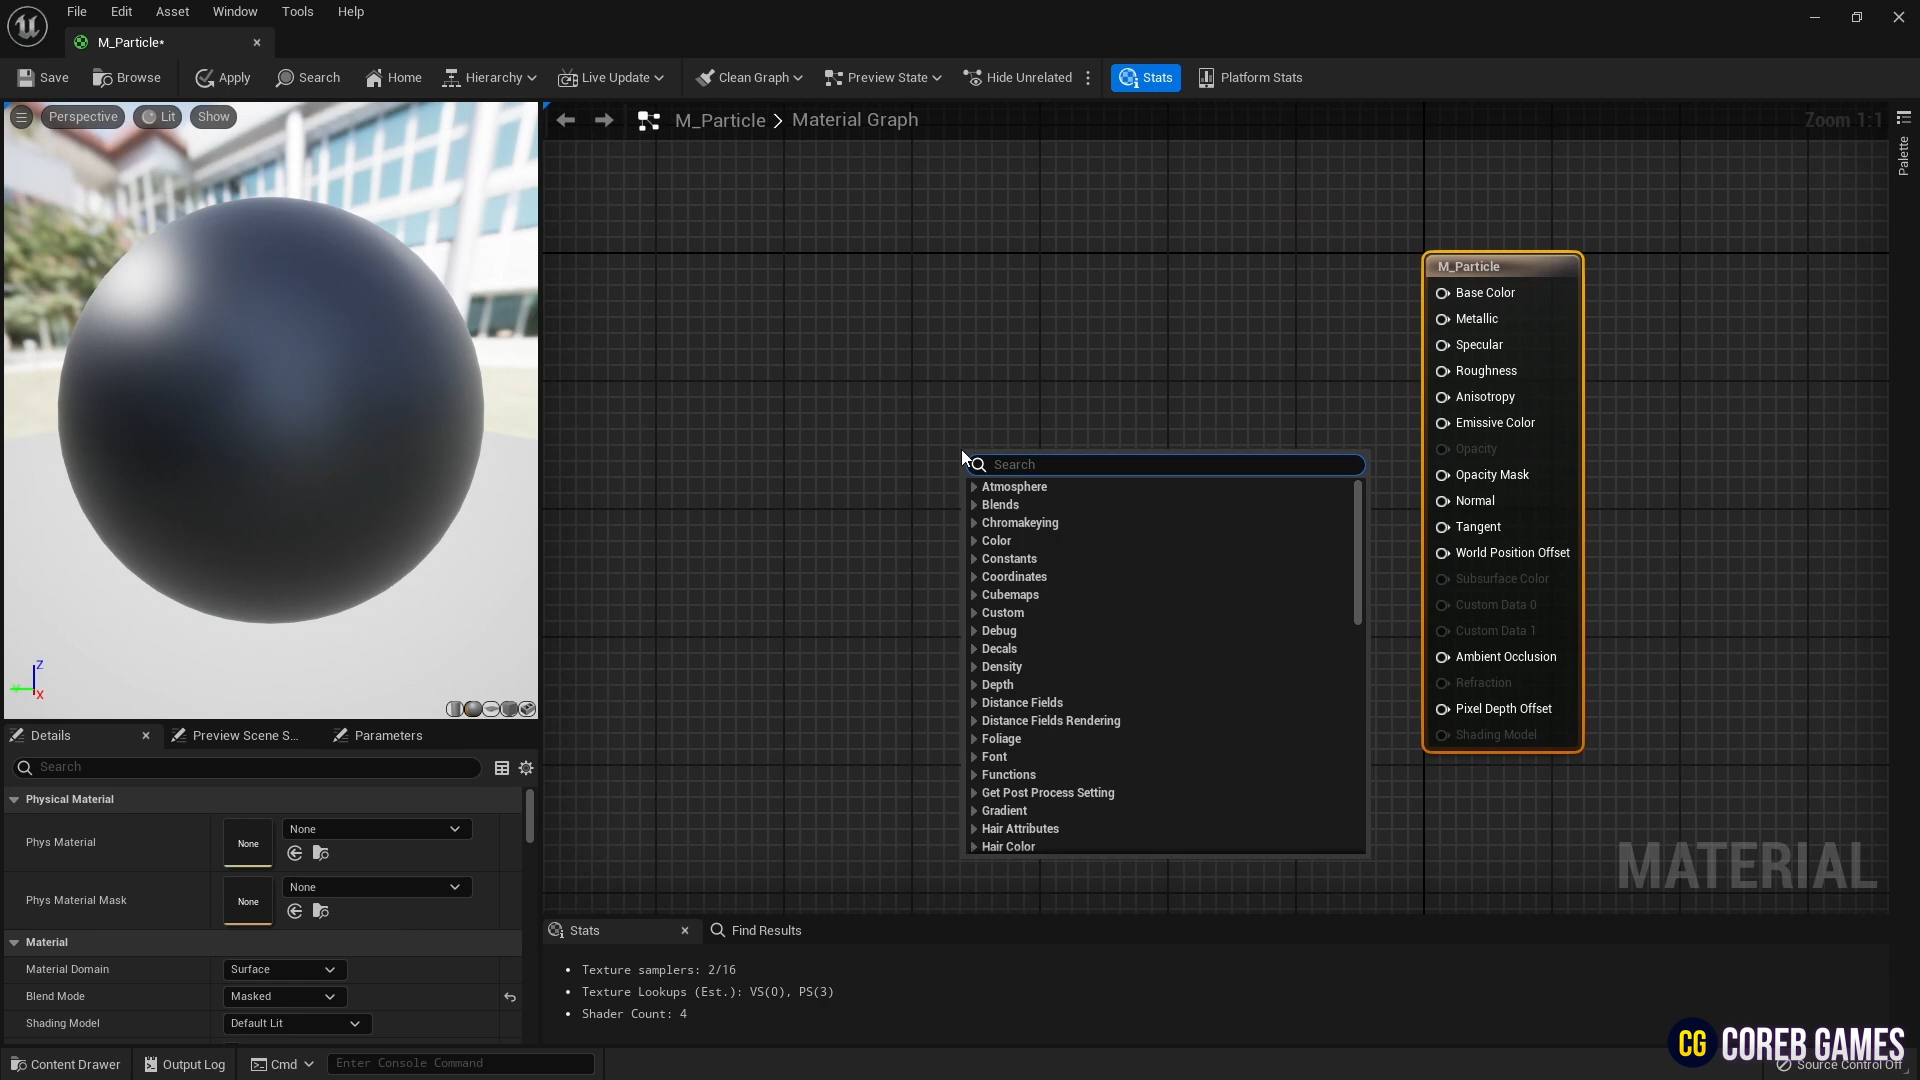 File Edit Asset Window Tools Help
M_Particle*
Save Browse Apply Search Home Hierarchy Live Update Clean Graph Preview State Hide Unrelated Stats Platform Stats
Perspective Lit Show
M_Particle > Material Graph
Zoom 1:1
Palette
M_Particle
Base Color
Metallic
Specular
Roughness
Anisotropy
Emissive Color
Opacity
Opacity Mask
Normal
Tangent
World Position Offset
Subsurface Color
Custom Data 0
Custom Data 1
Ambient Occlusion
Refraction
Pixel Depth Offset
Shading Model
Search
Atmosphere
Blends
Chromakeying
Color
Constants
Coordinates
Cubemaps
Custom
Debug
Decals
Density
Depth
Distance Fields
Distance Fields Rendering
Foliage
Font
Functions
Get Post Process Setting
Gradient
Hair Attributes
Hair Color
MATERIAL
Z
Y
X
Details Preview Scene S... Parameters
Search
Physical Material
Phys Material None None
Phys Material Mask None None
Material
Material Domain Surface
Blend Mode Masked
Shading Model Default Lit
Stats Find Results
• Texture samplers: 2/16
• Texture Lookups (Est.): VS(0), PS(3)
• Shader Count: 4
CG COREB GAMES
Content Drawer Output Log Cmd Enter Console Command Source Control Off